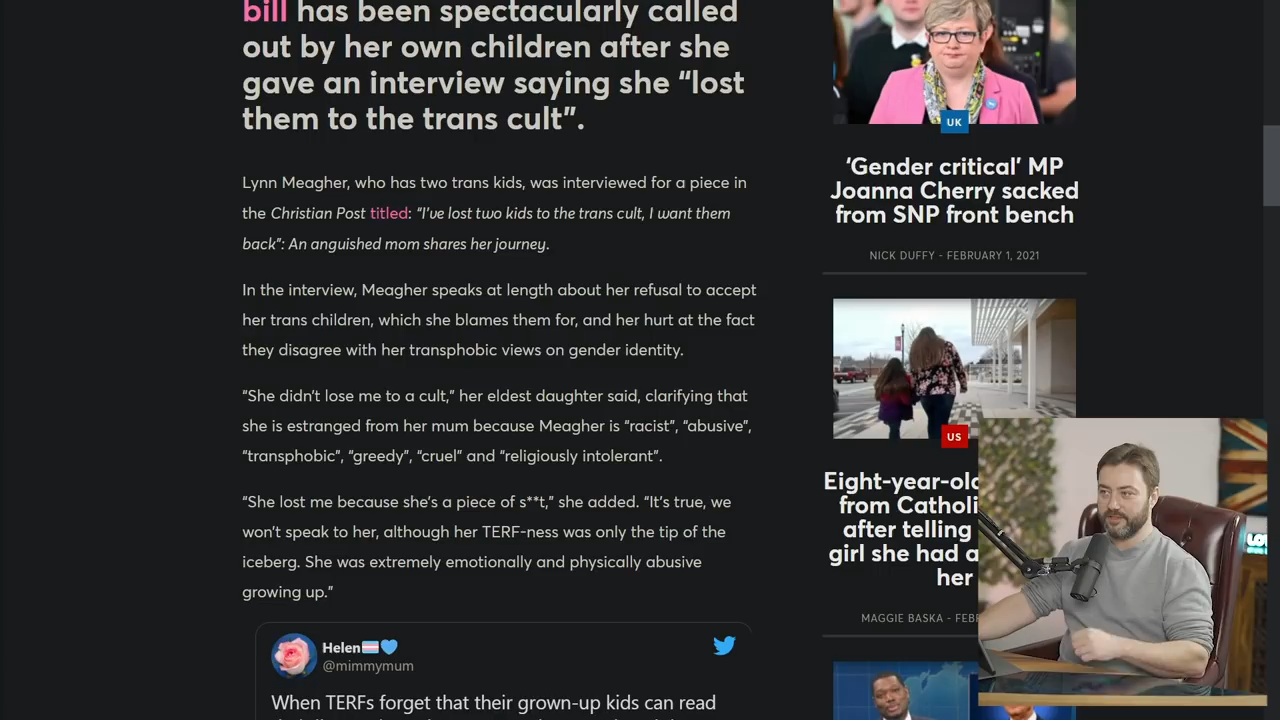 bill has been spectacularly called
out by her own children after she
gave an interview saying she “lost
them to the trans cult”.
Lynn Meagher, who has two trans kids, was interviewed for a piece in
the Christian Post titled: “I’ve lost two kids to the trans cult, I want them
back”: An anguished mom shares her journey.
In the interview, Meagher speaks at length about her refusal to accept
her trans children, which she blames them for, and her hurt at the fact
they disagree with her transphobic views on gender identity.
“She didn’t lose me to a cult,” her eldest daughter said, clarifying that
she is estranged from her mum because Meagher is “racist”, “abusive”,
“transphobic”, “greedy”, “cruel” and “religiously intolerant”.
“She lost me because she’s a piece of s**t,” she added. “It’s true, we
won’t speak to her, although her TERF-ness was only the tip of the
iceberg. She was extremely emotionally and physically abusive
growing up.”
Helen
@mimmymum
When TERFs forget that their grown-up kids can read
UK
‘Gender critical’ MP
Joanna Cherry sacked
from SNP front bench
NICK DUFFY - FEBRUARY 1, 2021
US
Eight-year-old
from Catholi
after telling
girl she had a
her
MAGGIE BASKA - FEB